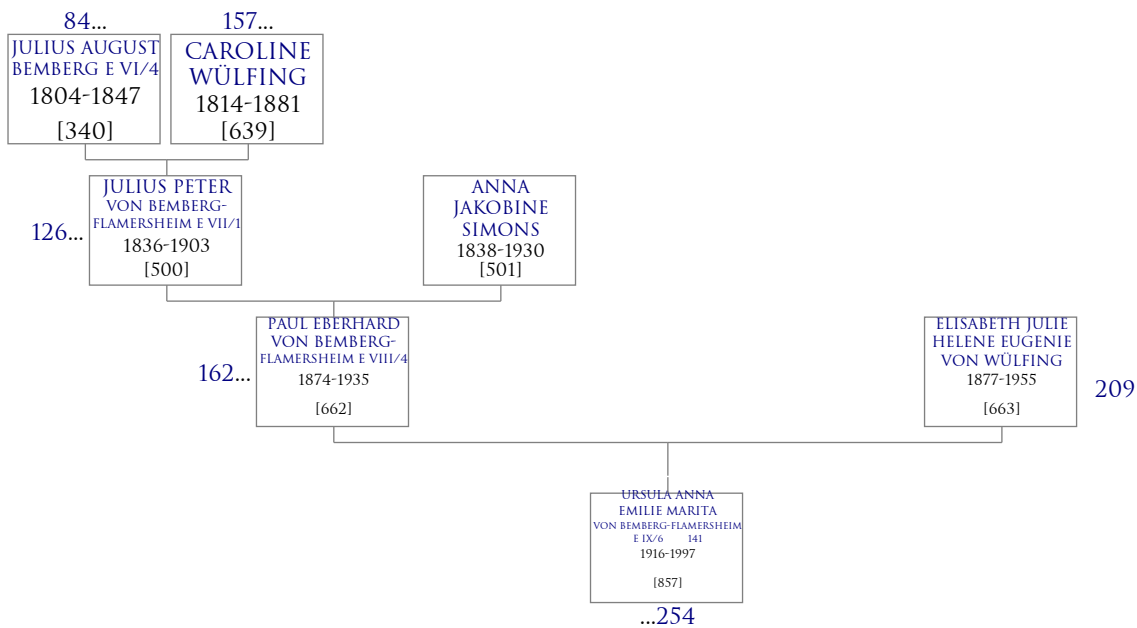 84...
157...
JULIUS AUGUST
BEMBERG E VI/4
1804-1847
[340]
CAROLINE
WÜLFING
1814-1881
[639]
126...
JULIUS PETER
VON BEMBERG-
FLAMERSHEIM E VII/1
1836-1903
[500]
ANNA
JAKOBINE
SIMONS
1838-1930
[501]
162...
PAUL EBERHARD
VON BEMBERG-
FLAMERSHEIM E VIII/4
1874-1935
[662]
ELISABETH JULIE
HELENE EUGENIE
VON WÜLFING
1877-1955
[663]
209
URSULA ANNA
EMILIE MARITA
VON BEMBERG-FLAMERSHEIM
E IX/6 141
1916-1997
[857]
...254